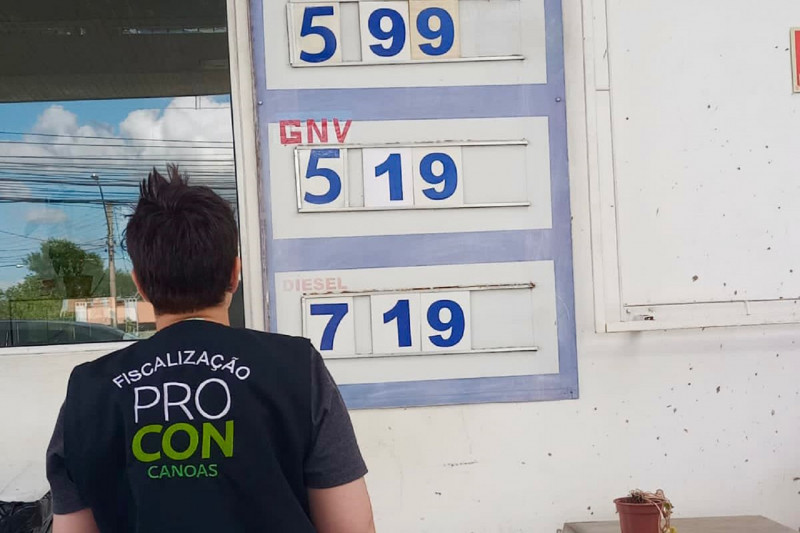 5 99
GNV
5 19
DIESEL
7 19
FISCALIZAÇÃO
PRO
CON
CANOAS